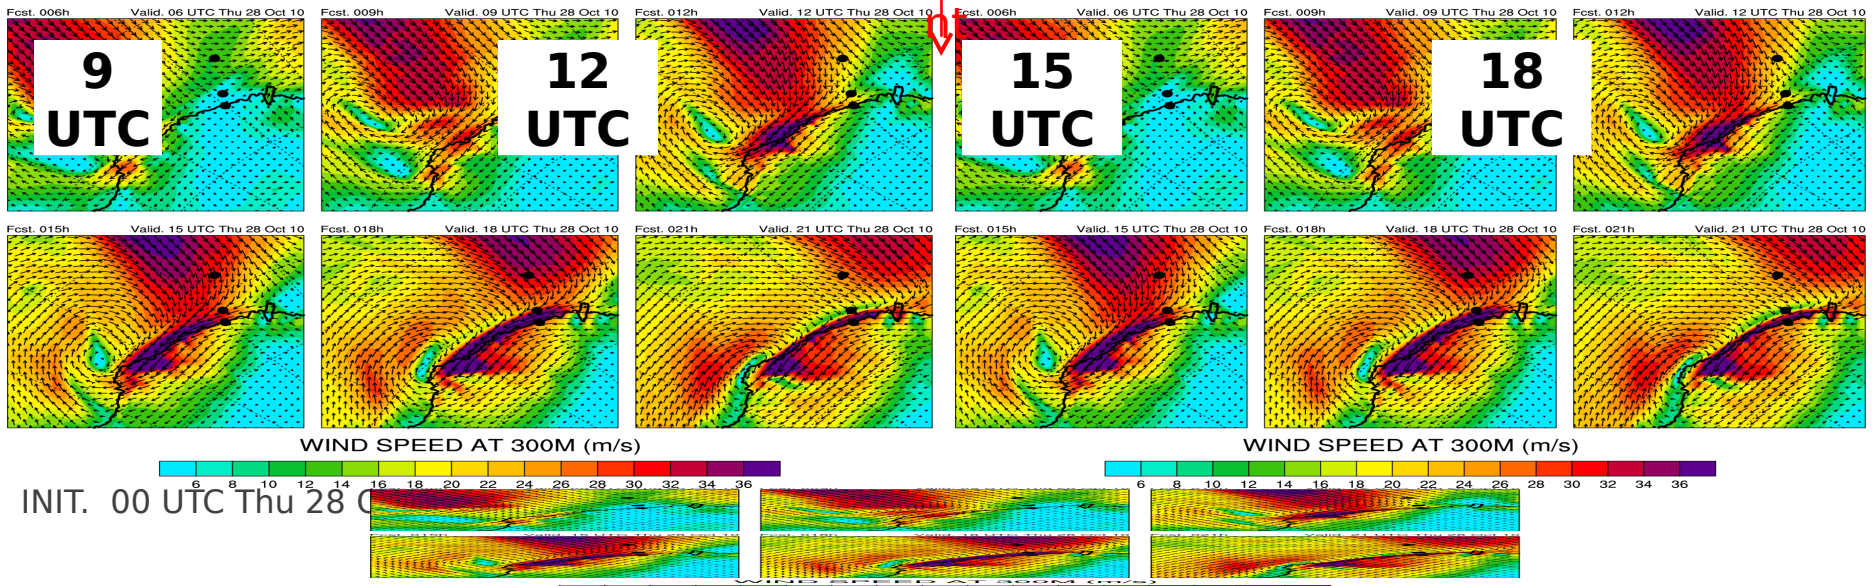 Fcst. 006h Valid. 06 UTC Thu 28 Oct 10
Fcst. 009h Valid. 09 UTC Thu 28 Oct 10
Fcst. 012h Valid. 12 UTC Thu 28 Oct 10
Fcst. 006h Valid. 06 UTC Thu 28 Oct 10
Fcst. 009h Valid. 09 UTC Thu 28 Oct 10
Fcst. 012h Valid. 12 UTC Thu 28 Oct 10
nt
9
UTC
12
UTC
15
UTC
18
UTC
Fcst. 015h Valid. 15 UTC Thu 28 Oct 10
Fcst. 018h Valid. 18 UTC Thu 28 Oct 10
Fcst. 021h Valid. 21 UTC Thu 28 Oct 10
Fcst. 015h Valid. 15 UTC Thu 28 Oct 10
Fcst. 018h Valid. 18 UTC Thu 28 Oct 10
Fcst. 021h Valid. 21 UTC Thu 28 Oct 10
WIND SPEED AT 300M (m/s)
WIND SPEED AT 300M (m/s)
6 8 10 12 14 16 18 20 22 24 26 28 30 32 34 36
6 8 10 12 14 16 18 20 22 24 26 28 30 32 34 36
INIT. 00 UTC Thu 28
WIND SPEED AT 300M (m/s)